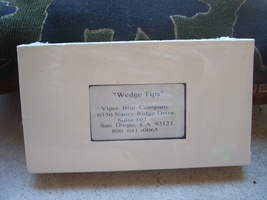 "Wedge Tips"
Viper Bite Company
6350 Nancy Ridge Drive
Suite 102
San Diego, CA 92121
800 641-0065